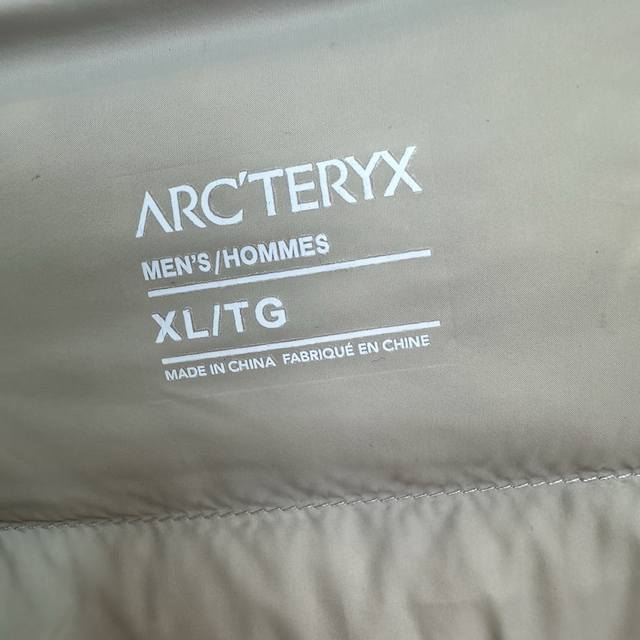 ARC'TERYX
MEN'S/HOMMES
XL/TG
MADE IN CHINA FABRIQUÉ EN CHINE